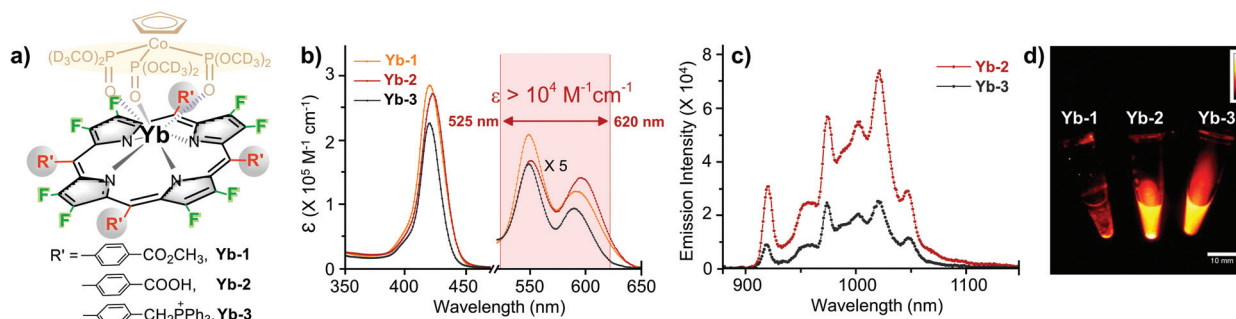 a)
Co
(D3CO)2P P(OCD3)2
P(OCD3)2
O O O
R'
F F
F F
Yb
N N
N N
R' R'
F F
F F
R'
R' = CO2CH3, Yb-1
COOH, Yb-2
CH2P+Ph3, Yb-3
b)
Yb-1
Yb-2
Yb-3
ε > 10^4 M-1cm-1
525 nm 620 nm
X 5
ε (X 10^5 M-1 cm-1)
3
2
1
0
350 400 450 550 600 650
Wavelength (nm)
c)
Yb-2
Yb-3
Emission Intensity (X 10^4)
8
6
4
2
0
900 1000 1100
Wavelength (nm)
d)
Yb-1 Yb-2 Yb-3
10 mm